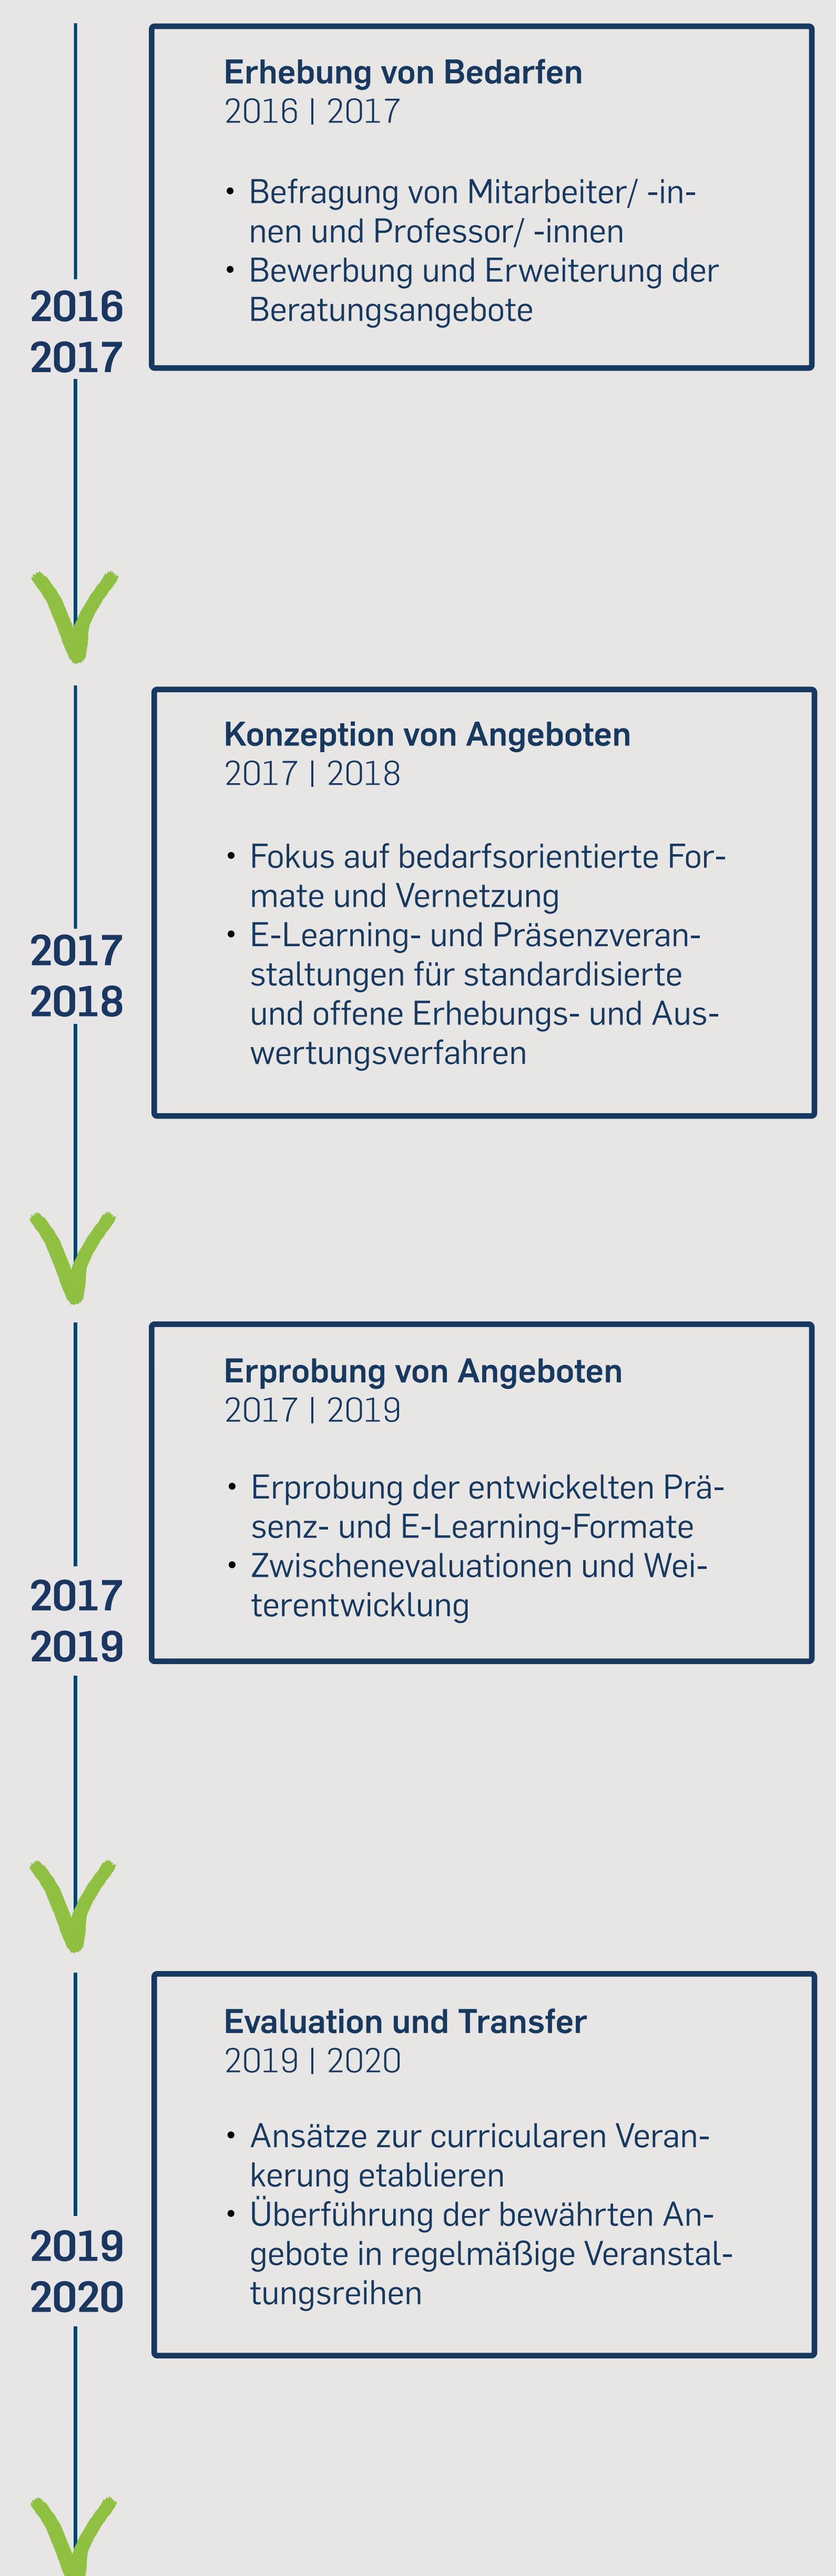 Erhebung von Bedarfen
2016 | 2017
• Befragung von Mitarbeiter/ -in-
nen und Professor/ -innen
• Bewerbung und Erweiterung der
Beratungsangebote
2016
2017
Konzeption von Angeboten
2017 | 2018
• Fokus auf bedarfsorientierte For-
mate und Vernetzung
• E-Learning- und Präsenzveran-
staltungen für standardisierte
und offene Erhebungs- und Aus-
wertungsverfahren
2017
2018
Erprobung von Angeboten
2017 | 2019
• Erprobung der entwickelten Prä-
senz- und E-Learning-Formate
• Zwischenevaluationen und Wei-
terentwicklung
2017
2019
Evaluation und Transfer
2019 | 2020
• Ansätze zur curricularen Veran-
kerung etablieren
• Überführung der bewährten An-
gebote in regelmäßige Veranstal-
tungsreihen
2019
2020